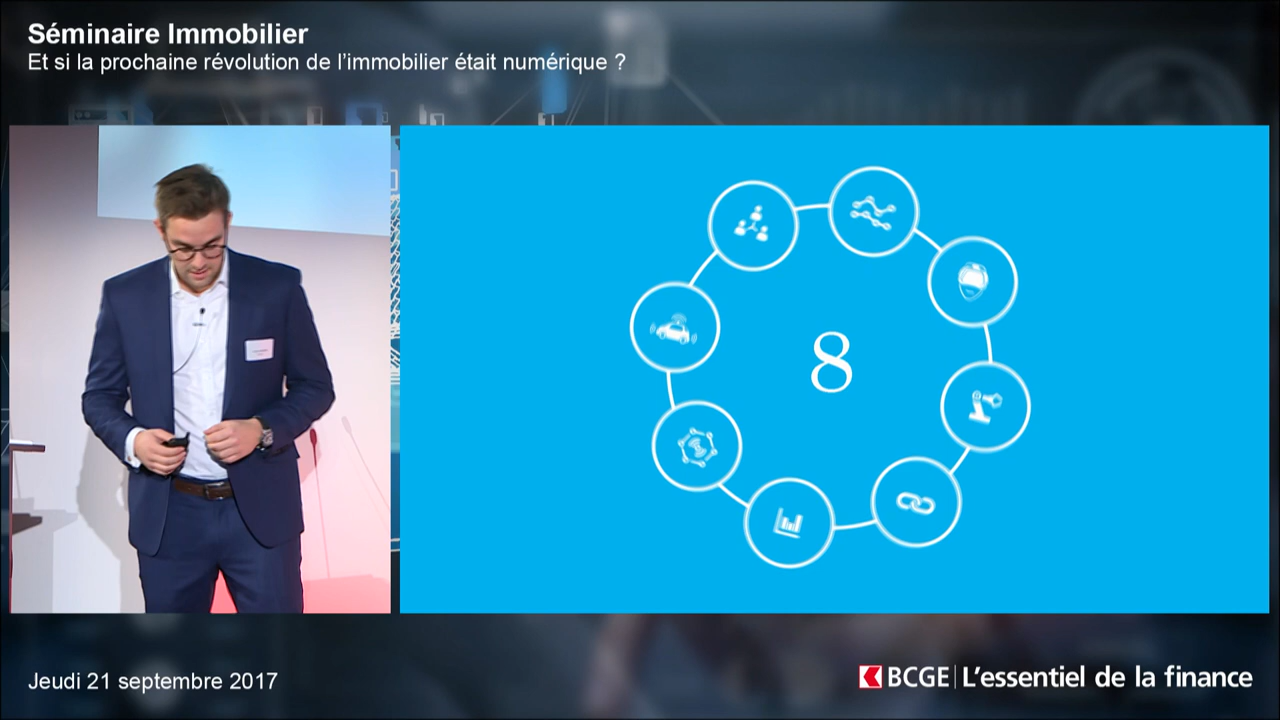 Séminaire Immobilier
Et si la prochaine révolution de l'immobilier était numérique ?
8
Jeudi 21 septembre 2017
BCGE L'essentiel de la finance